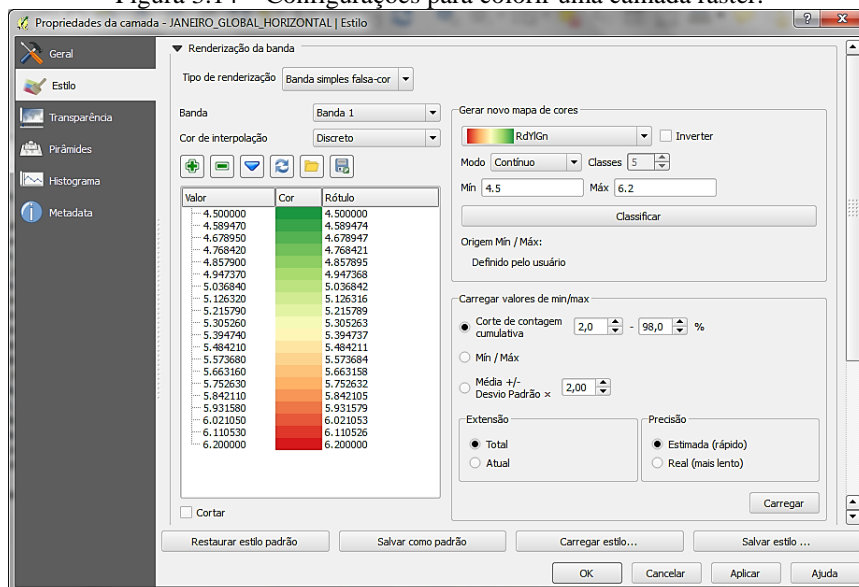 Figura 3.14 - Configurações para colorir uma camada raster.
Propriedades da camada - JANEIRO_GLOBAL_HORIZONTAL | Estilo
Geral
Estilo
Transparência
Pirâmides
Histograma
Metadata
Renderização da banda
Tipo de renderização Banda simples falsa-cor
Banda Banda 1
Cor de interpolação Discreto
Valor Cor Rótulo
4.500000 4.500000
4.589470 4.589474
4.678950 4.678947
4.768420 4.768421
4.857900 4.857895
4.947370 4.947368
5.036840 5.036842
5.126320 5.126316
5.215790 5.215789
5.305260 5.305263
5.394740 5.394737
5.484210 5.484211
5.573680 5.573684
5.663160 5.663158
5.752630 5.752632
5.842110 5.842105
5.931580 5.931579
6.021050 6.021053
6.110530 6.110526
6.200000 6.200000
Cortar
Gerar novo mapa de cores
RdYlGn Inverter
Modo Contínuo Classes 5
Mín 4.5 Máx 6.2
Classificar
Origem Mín / Máx:
Definido pelo usuário
Carregar valores de min/max
Corte de contagem
cumulativa 2,0 - 98,0 %
Mín / Máx
Média +/-
Desvio Padrão × 2,00
Extensão
Total
Atual
Precisão
Estimada (rápido)
Real (mais lento)
Carregar
Restaurar estilo padrão Salvar como padrão Carregar estilo... Salvar estilo ...
OK Cancelar Aplicar Ajuda